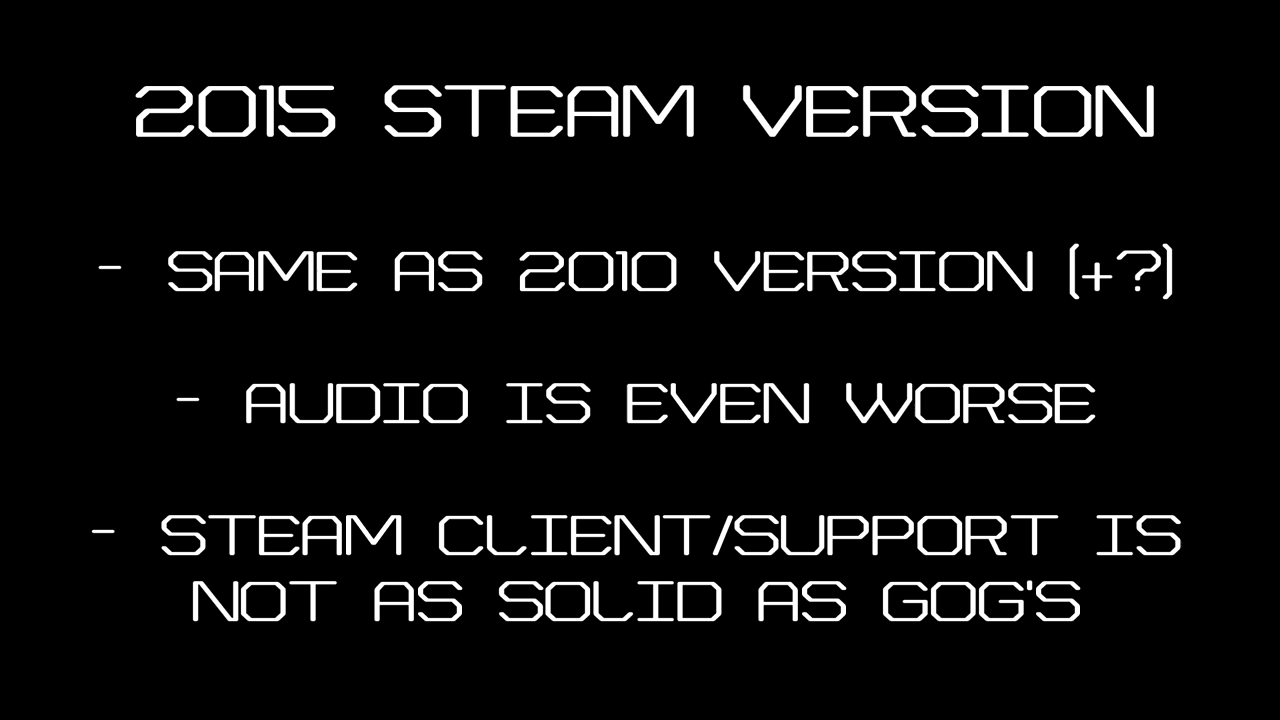 2015 STEAM VERSION
- SAME AS 2010 VERSION (+?)
- AUDIO IS EVEN WORSE
- STEAM CLIENT/SUPPORT IS
NOT AS SOLID AS GOG'S